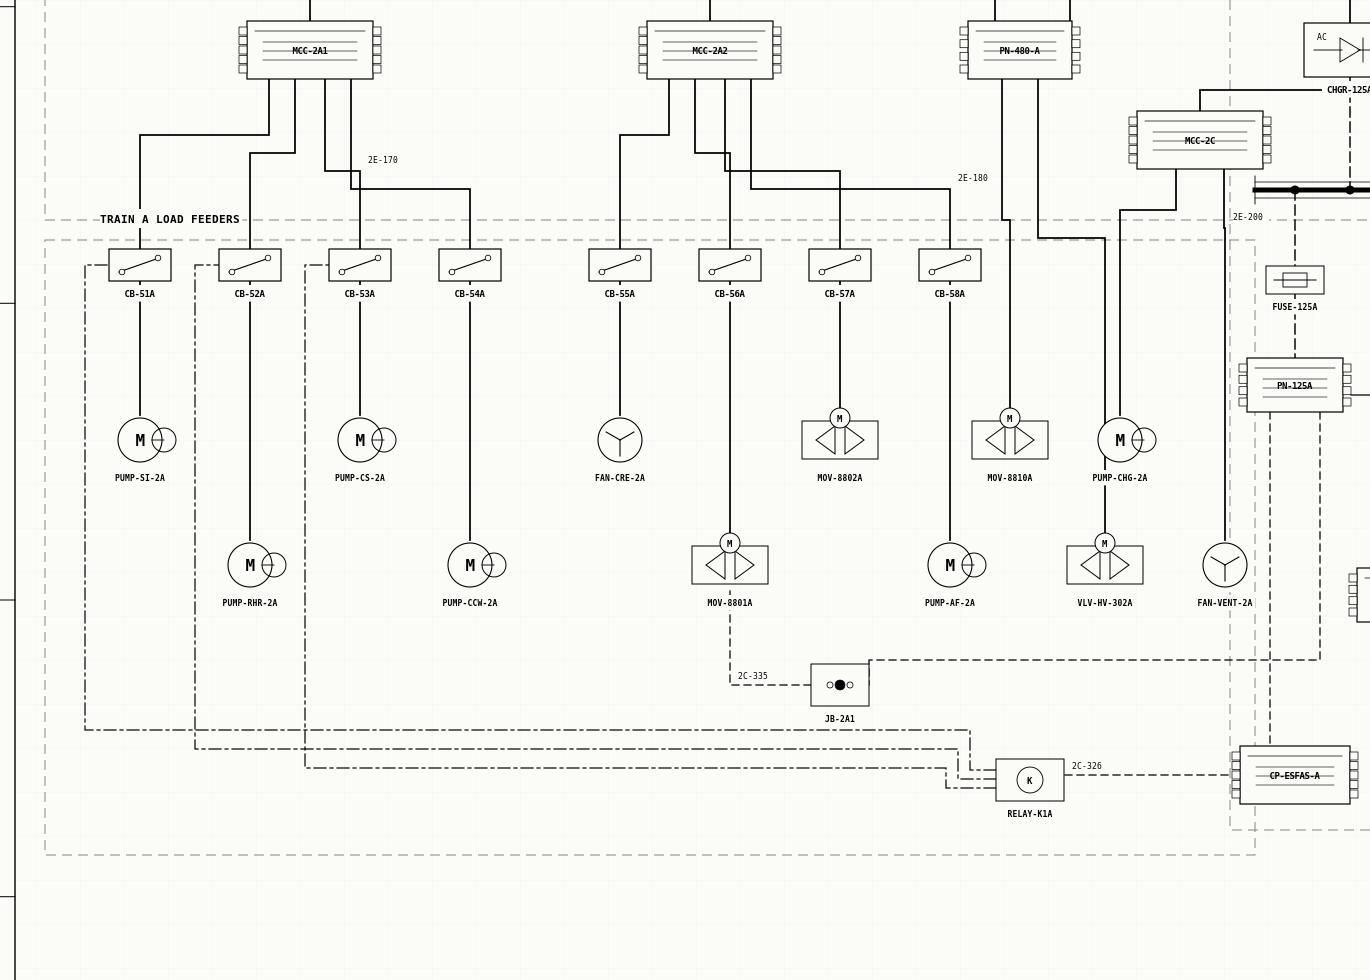 MCC-2A1
MCC-2A2
PN-480-A
AC
CHGR-125A
MCC-2C
2E-170
2E-180
TRAIN A LOAD FEEDERS
2E-200
CB-51A
CB-52A
CB-53A
CB-54A
CB-55A
CB-56A
CB-57A
CB-58A
FUSE-125A
PN-125A
M
M
M
M
M
PUMP-SI-2A
PUMP-CS-2A
FAN-CRE-2A
MOV-8802A
MOV-8810A
PUMP-CHG-2A
M
M
M
M
M
PUMP-RHR-2A
PUMP-CCW-2A
MOV-8801A
PUMP-AF-2A
VLV-HV-302A
FAN-VENT-2A
2C-335
JB-2A1
2C-326
K
CP-ESFAS-A
RELAY-K1A